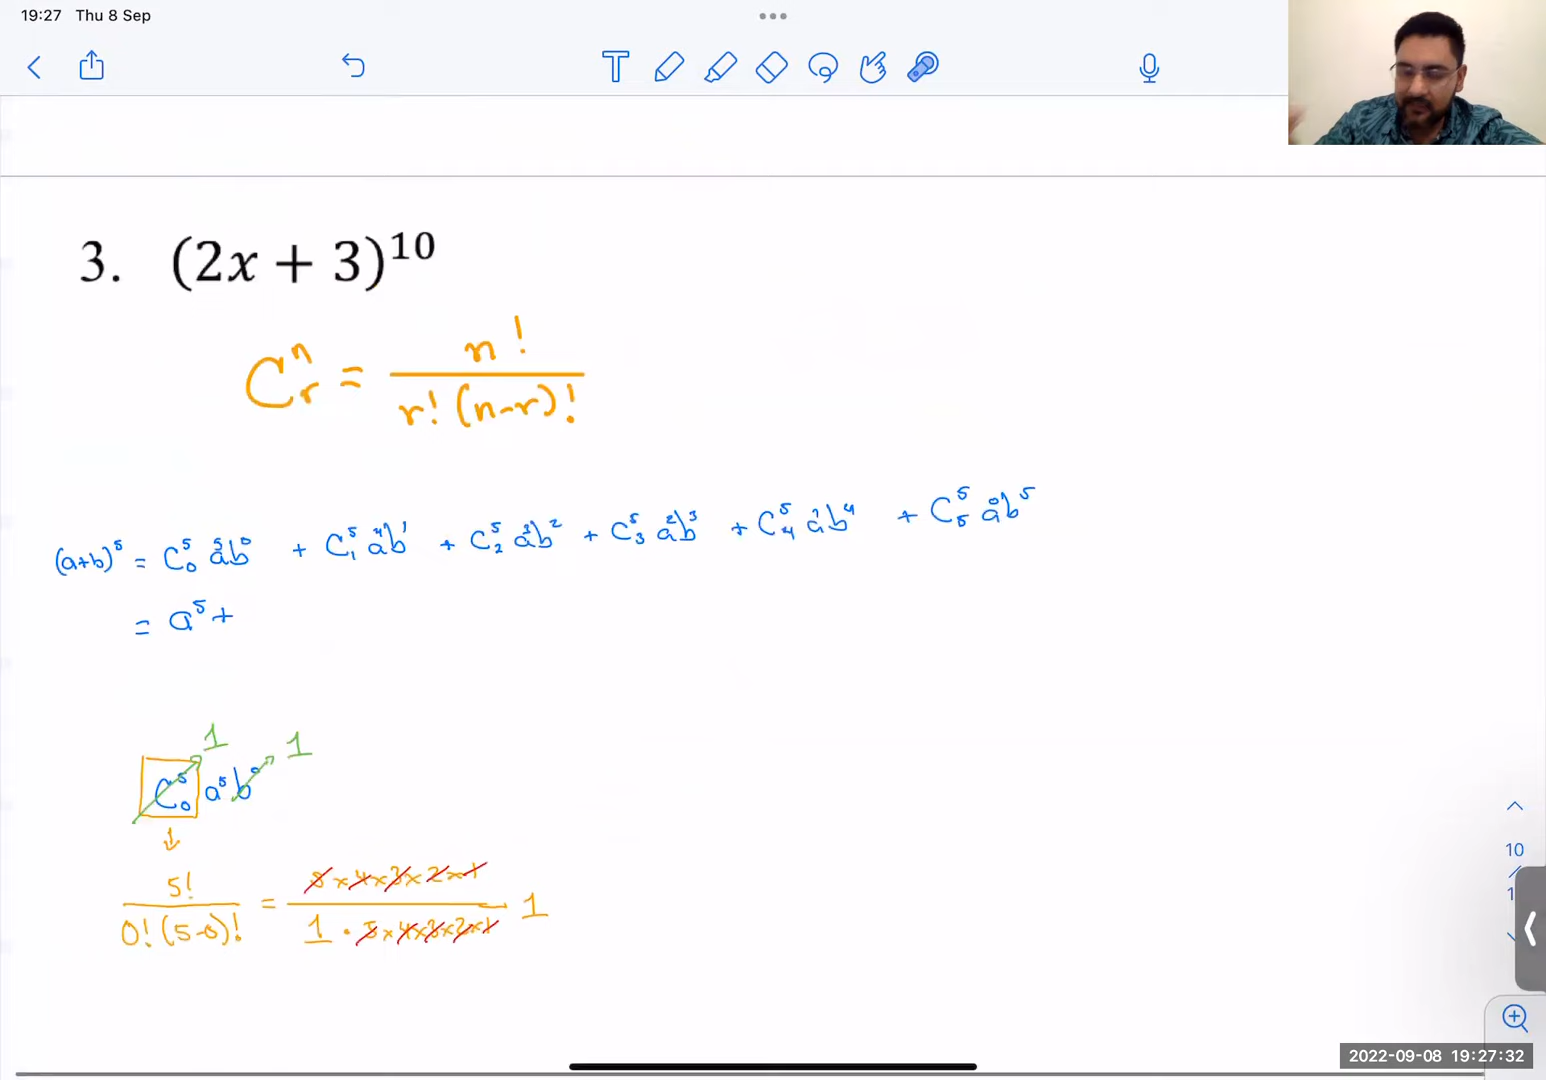 19:27 Thu 8 Sep
3. (2x + 3)^10
C^n_r = n! / r! (n-r)!
(a+b)^5 = C^5_0 a^5 b^0 + C^5_1 a^4 b^1 + C^5_2 a^3 b^2 + C^5_3 a^2 b^3 + C^5_4 a^1 b^4 + C^5_5 a^0 b^5
= a^5 +
1 1
C^5_0 a^5 b^0
↓
5! / 0! (5-0)! = 5×4×3×2×1 / 1 · 5×4×3×2×1 = 1
10
1
2022-09-08 19:27:32